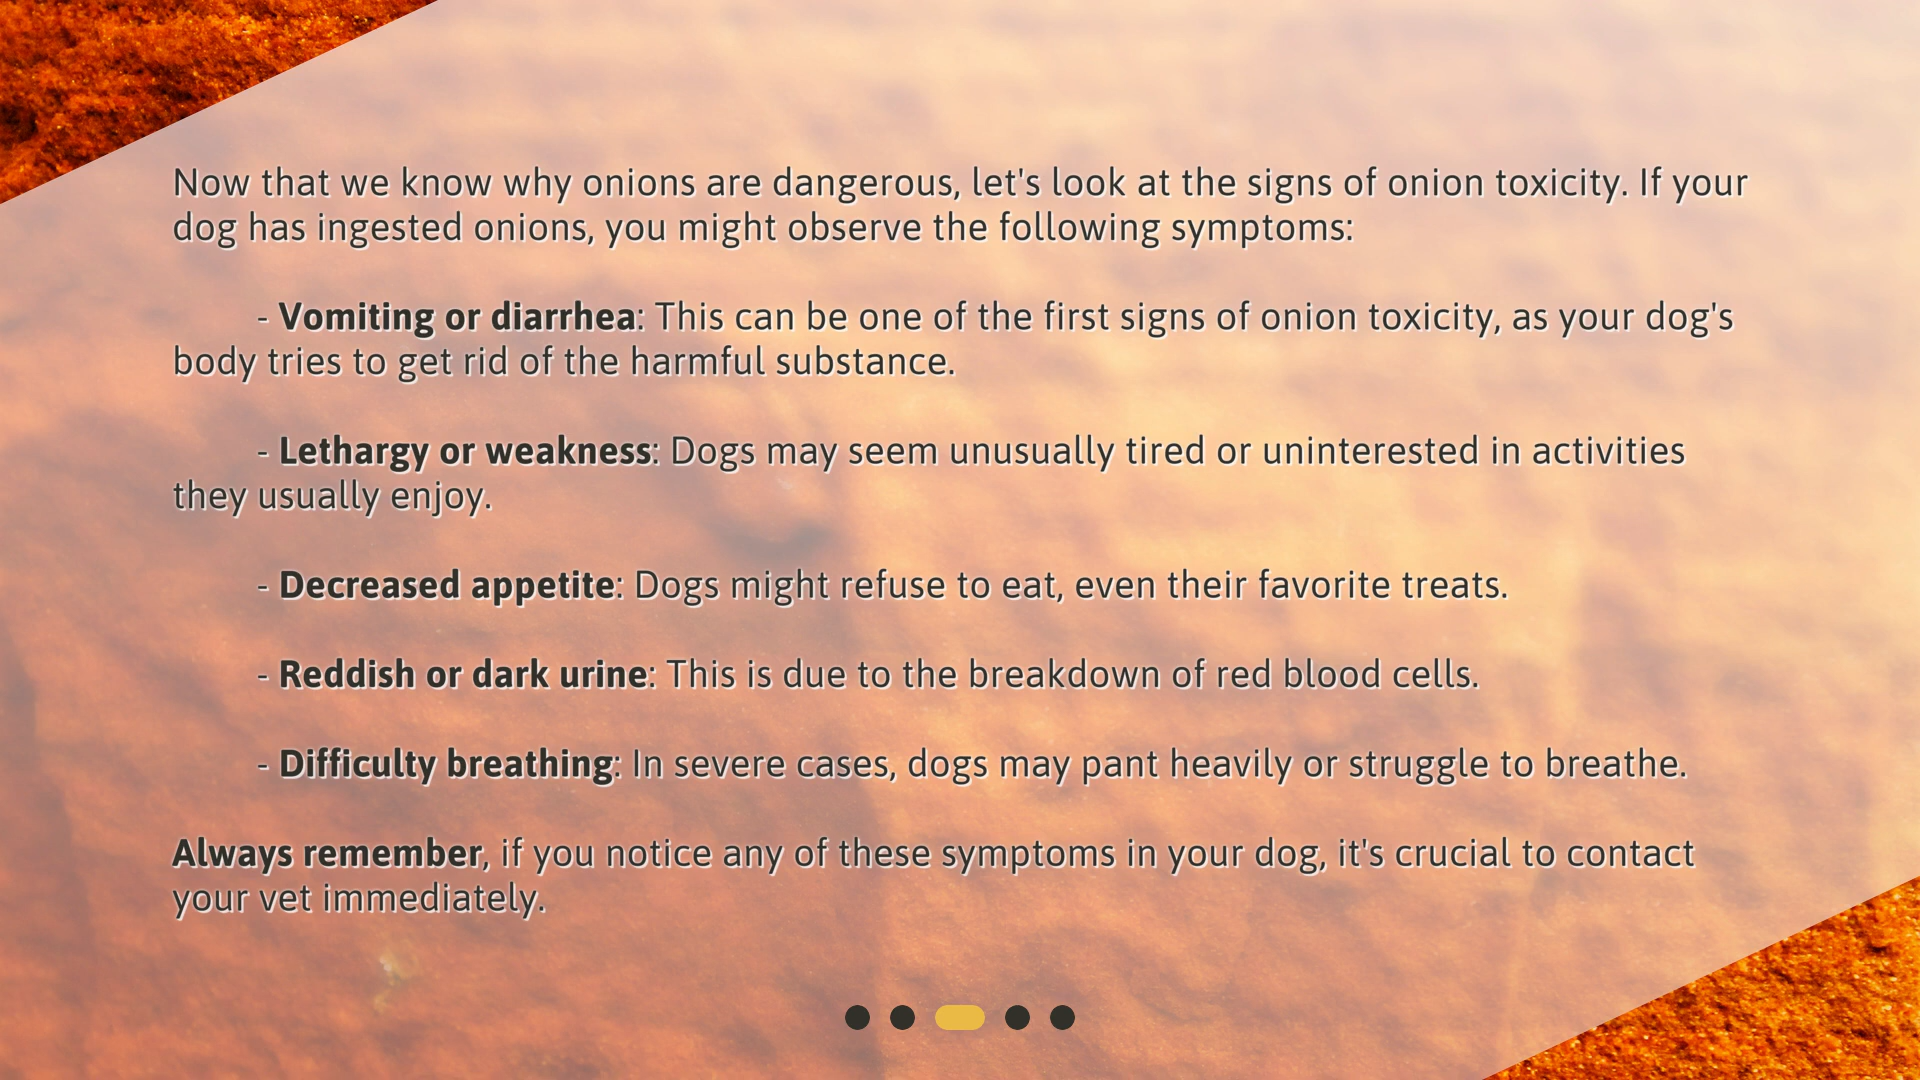 Now that we know why onions are dangerous, let's look at the signs of onion toxicity. If your
dog has ingested onions, you might observe the following symptoms:
- Vomiting or diarrhea: This can be one of the first signs of onion toxicity, as your dog's
body tries to get rid of the harmful substance.
- Lethargy or weakness: Dogs may seem unusually tired or uninterested in activities
they usually enjoy.
- Decreased appetite: Dogs might refuse to eat, even their favorite treats.
- Reddish or dark urine: This is due to the breakdown of red blood cells.
- Difficulty breathing: In severe cases, dogs may pant heavily or struggle to breathe.
Always remember, if you notice any of these symptoms in your dog, it's crucial to contact
your vet immediately.